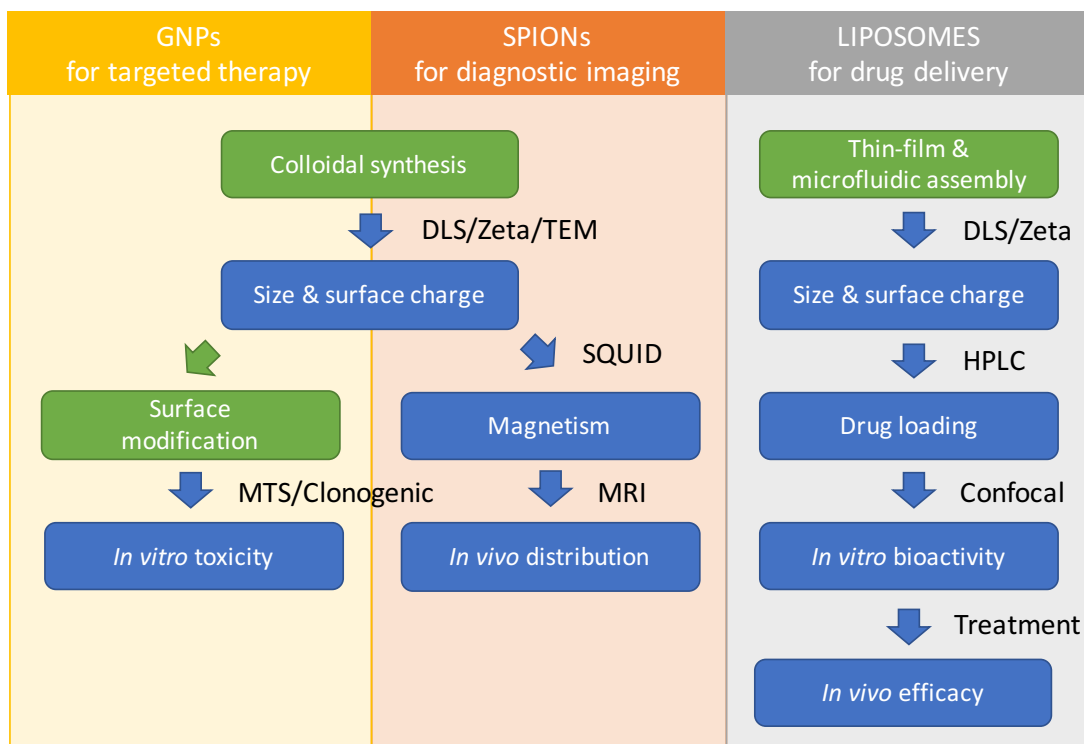 GNPs
for targeted therapy
SPIONs
for diagnostic imaging
LIPOSOMES
for drug delivery
Colloidal synthesis
DLS/Zeta/TEM
Size & surface charge
SQUID
Surface
modification
Magnetism
MTS/Clonogenic
MRI
In vitro toxicity
In vivo distribution
Thin-film &
microfluidic assembly
DLS/Zeta
Size & surface charge
HPLC
Drug loading
Confocal
In vitro bioactivity
Treatment
In vivo efficacy